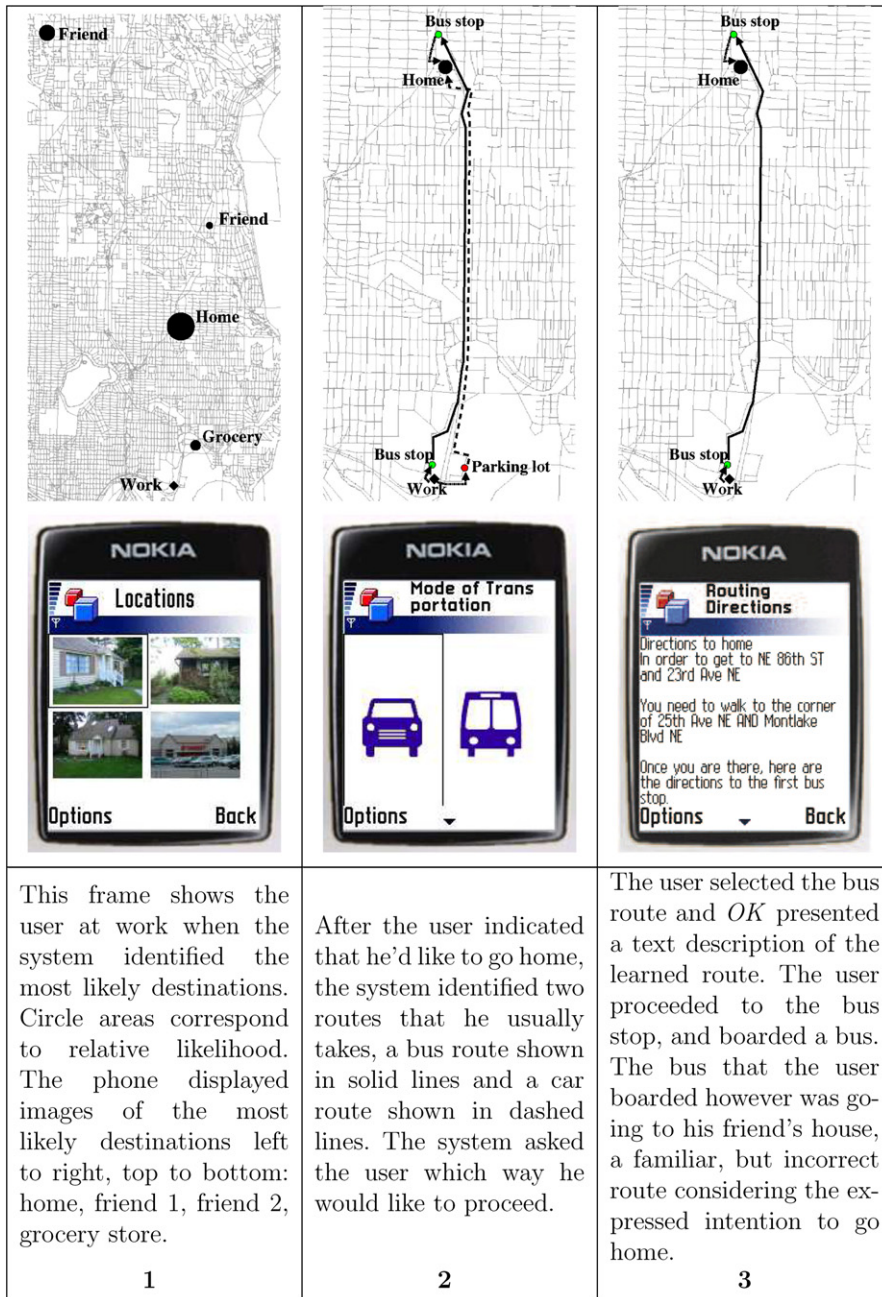 Friend
Friend
Home
Grocery
Work
NOKIA
Locations
Options Back
This frame shows the
user at work when the
system identified the
most likely destinations.
Circle areas correspond
to relative likelihood.
The phone displayed
images of the most
likely destinations left
to right, top to bottom:
home, friend 1, friend 2,
grocery store.
1
Bus stop
Home
Bus stop
Parking lot
Work
NOKIA
Mode of Trans
portation
Options
After the user indicated
that he'd like to go home,
the system identified two
routes that he usually
takes, a bus route shown
in solid lines and a car
route shown in dashed
lines. The system asked
the user which way he
would like to proceed.
2
Bus stop
Home
Bus stop
Work
NOKIA
Routing
Directions
Directions to home
In order to get to NE 86th ST
and 23rd Ave NE
You need to walk to the corner
of 25th Ave NE AND Montlake
Blvd NE
Once you are there, here are
the directions to the first bus
stop.
Options Back
The user selected the bus
route and OK presented
a text description of the
learned route. The user
proceeded to the bus
stop, and boarded a bus.
The bus that the user
boarded however was go-
ing to his friend's house,
a familiar, but incorrect
route considering the ex-
pressed intention to go
home.
3